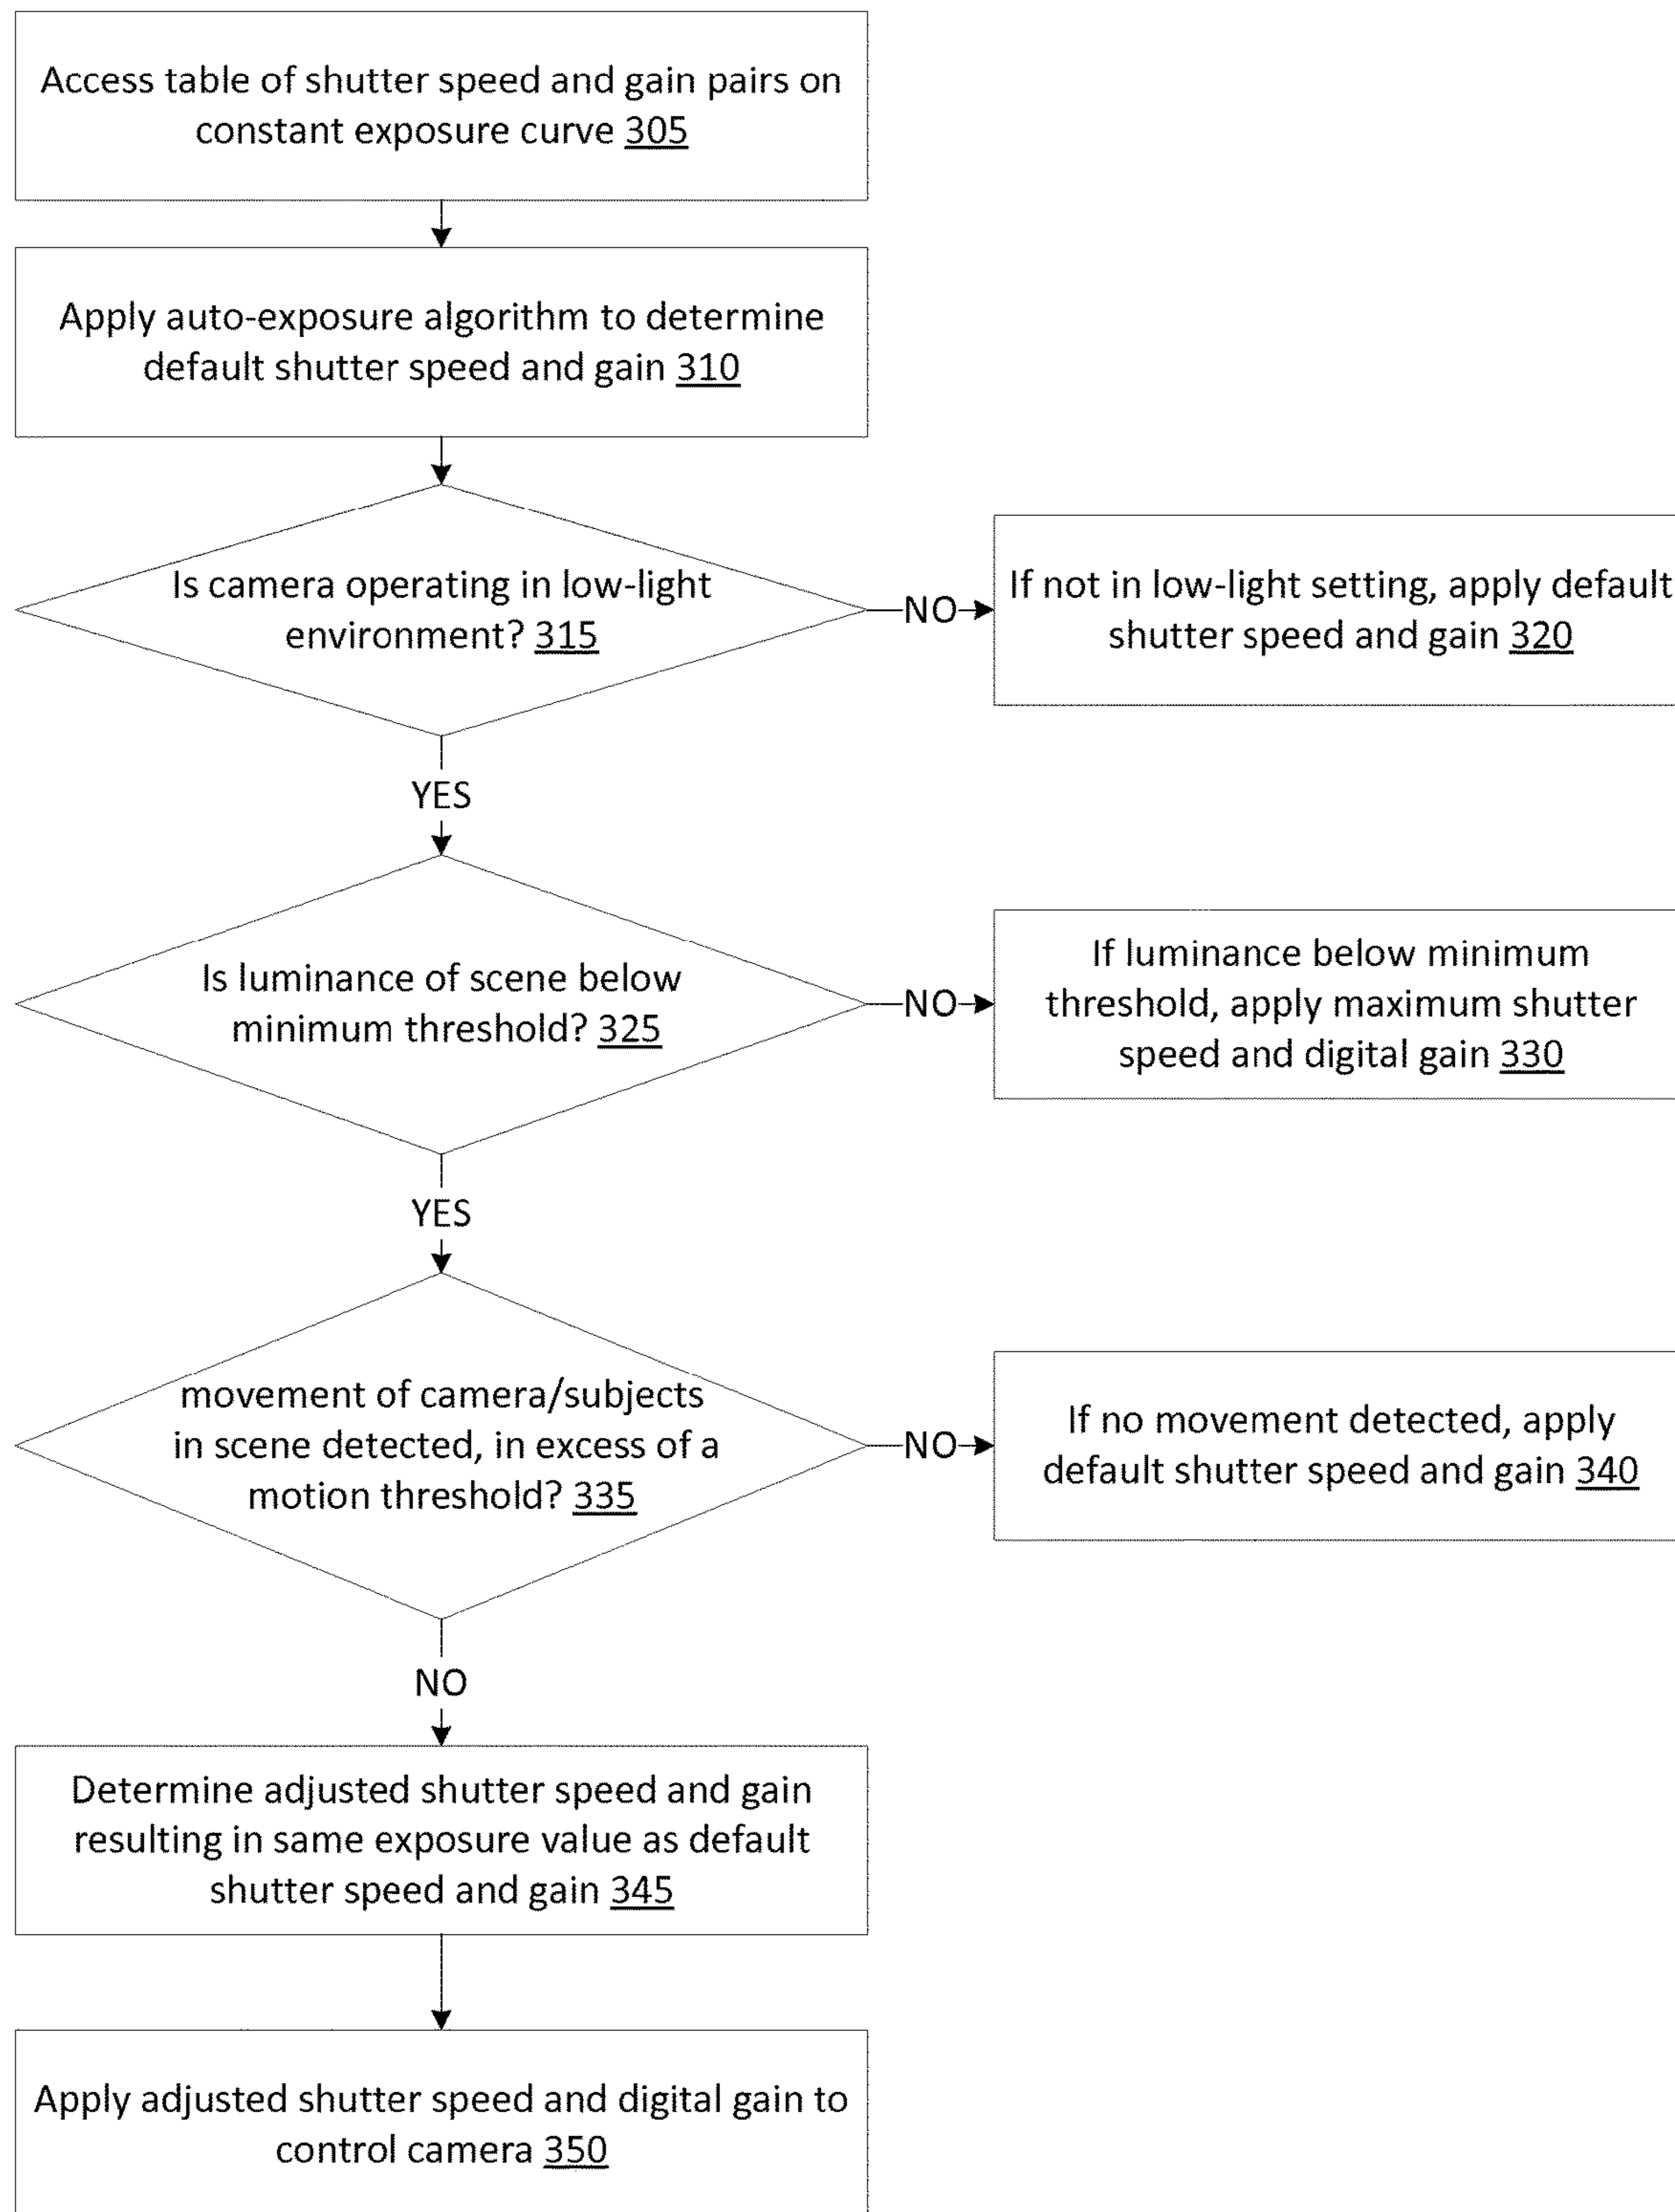 Access table of shutter speed and gain pairs on
constant exposure curve 305
Apply auto-exposure algorithm to determine
default shutter speed and gain 310
Is camera operating in low-light
environment? 315
NO
If not in low-light setting, apply default
shutter speed and gain 320
YES
Is luminance of scene below
minimum threshold? 325
NO
If luminance below minimum
threshold, apply maximum shutter
speed and digital gain 330
YES
movement of camera/subjects
in scene detected, in excess of a
motion threshold? 335
NO
If no movement detected, apply
default shutter speed and gain 340
NO
Determine adjusted shutter speed and gain
resulting in same exposure value as default
shutter speed and gain 345
Apply adjusted shutter speed and digital gain to
control camera 350